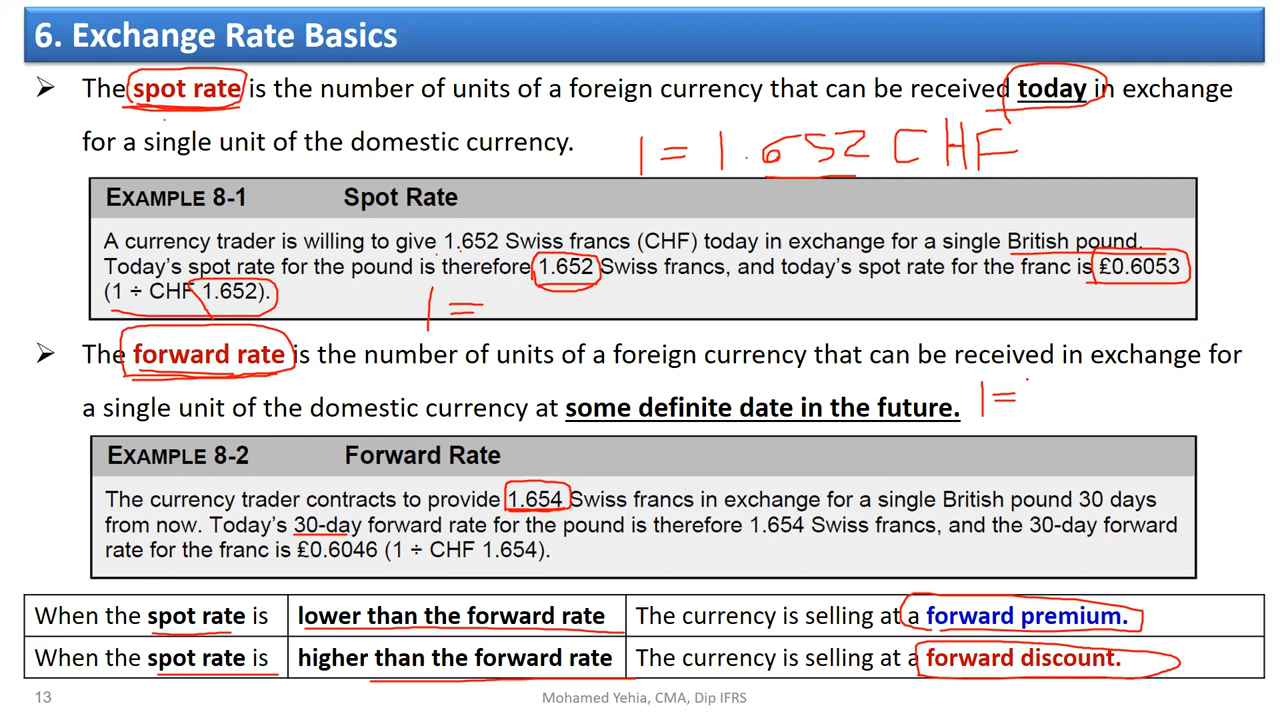 6. Exchange Rate Basics
➢ The spot rate is the number of units of a foreign currency that can be received today in exchange
for a single unit of the domestic currency.
1 = 1.652 CHF
EXAMPLE 8-1 Spot Rate
A currency trader is willing to give 1.652 Swiss francs (CHF) today in exchange for a single British pound.
Today's spot rate for the pound is therefore 1.652 Swiss francs, and today's spot rate for the franc is £0.6053
(1 ÷ CHF 1.652).
1 =
➢ The forward rate is the number of units of a foreign currency that can be received in exchange for
a single unit of the domestic currency at some definite date in the future.
1 =
EXAMPLE 8-2 Forward Rate
The currency trader contracts to provide 1.654 Swiss francs in exchange for a single British pound 30 days
from now. Today's 30-day forward rate for the pound is therefore 1.654 Swiss francs, and the 30-day forward
rate for the franc is £0.6046 (1 ÷ CHF 1.654).
When the spot rate is lower than the forward rate The currency is selling at a forward premium.
When the spot rate is higher than the forward rate The currency is selling at a forward discount.
13 Mohamed Yehia, CMA, Dip IFRS